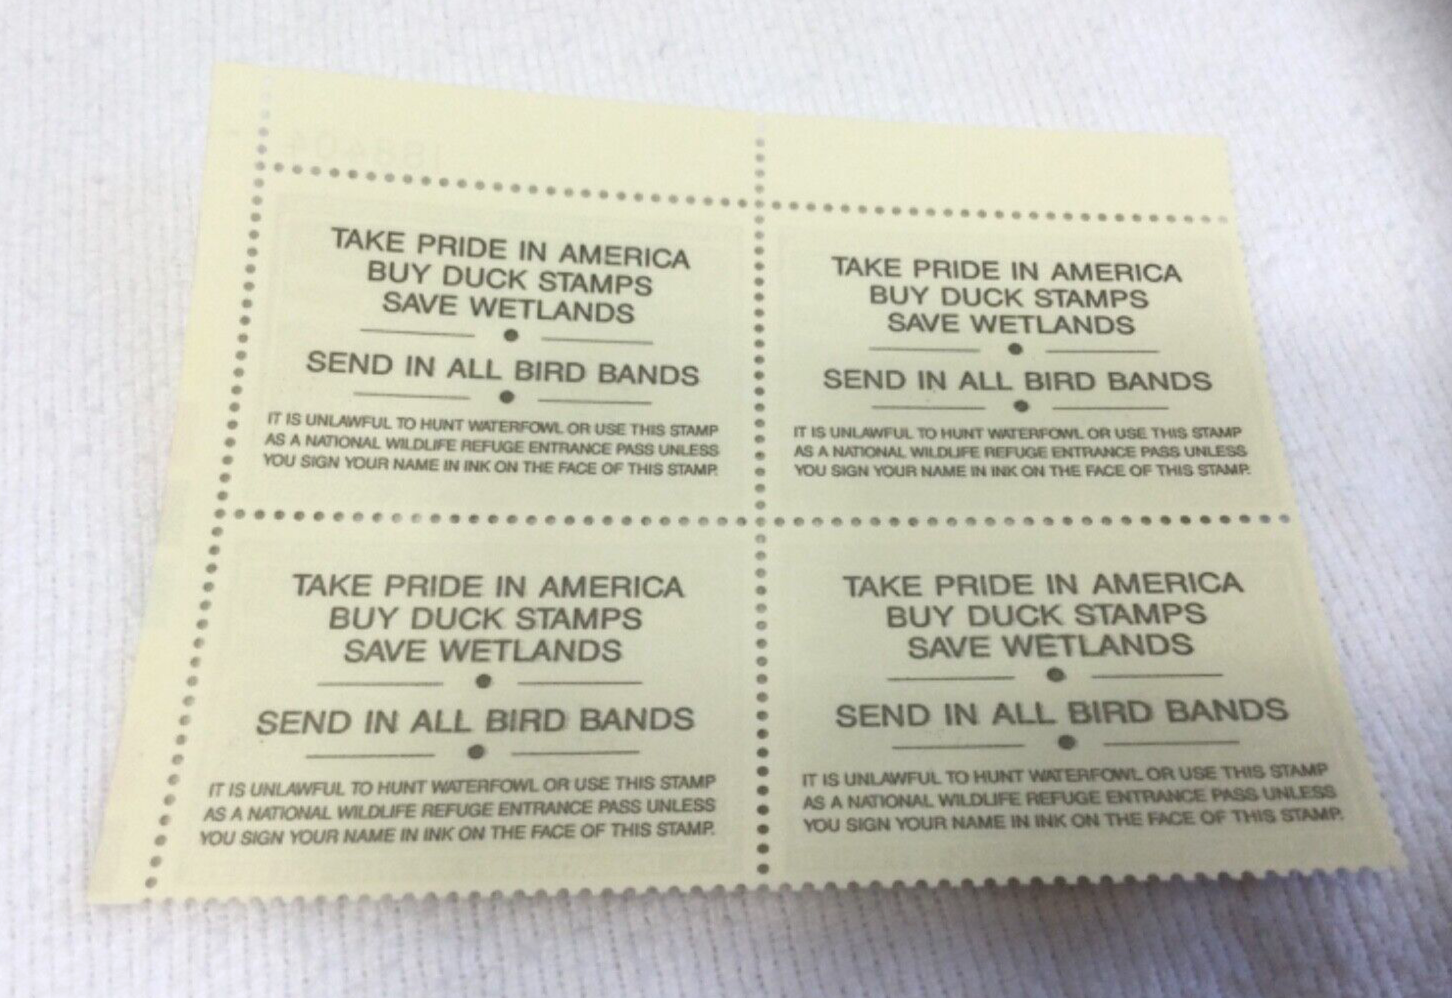 TAKE PRIDE IN AMERICA
BUY DUCK STAMPS
SAVE WETLANDS
SEND IN ALL BIRD BANDS
IT IS UNLAWFUL TO HUNT WATERFOWL OR USE THIS STAMP
AS A NATIONAL WILDLIFE REFUGE ENTRANCE PASS UNLESS
YOU SIGN YOUR NAME IN INK ON THE FACE OF THIS STAMP.
TAKE PRIDE IN AMERICA
BUY DUCK STAMPS
SAVE WETLANDS
SEND IN ALL BIRD BANDS
IT IS UNLAWFUL TO HUNT WATERFOWL OR USE THIS STAMP
AS A NATIONAL WILDLIFE REFUGE ENTRANCE PASS UNLESS
YOU SIGN YOUR NAME IN INK ON THE FACE OF THIS STAMP.
TAKE PRIDE IN AMERICA
BUY DUCK STAMPS
SAVE WETLANDS
SEND IN ALL BIRD BANDS
IT IS UNLAWFUL TO HUNT WATERFOWL OR USE THIS STAMP
AS A NATIONAL WILDLIFE REFUGE ENTRANCE PASS UNLESS
YOU SIGN YOUR NAME IN INK ON THE FACE OF THIS STAMP.
TAKE PRIDE IN AMERICA
BUY DUCK STAMPS
SAVE WETLANDS
SEND IN ALL BIRD BANDS
IT IS UNLAWFUL TO HUNT WATERFOWL OR USE THIS STAMP
AS A NATIONAL WILDLIFE REFUGE ENTRANCE PASS UNLESS
YOU SIGN YOUR NAME IN INK ON THE FACE OF THIS STAMP.